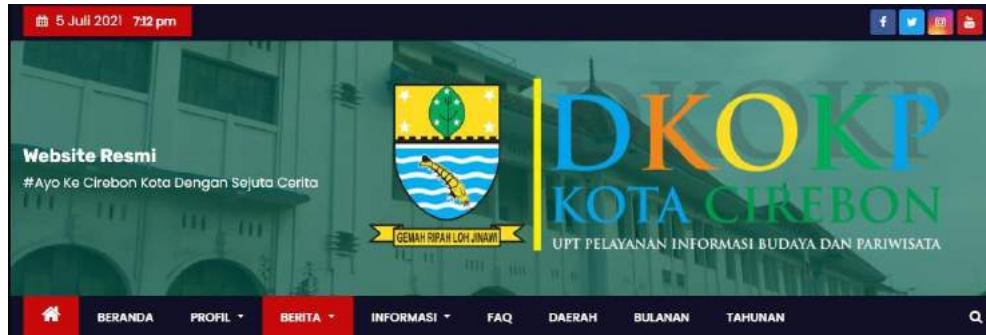 5 Juli 2021 7:12 pm
Website Resmi
#Ayo Ke Cirebon Kota Dengan Sejuta Cerita
GEMAH RIPAH LOH JINAWI
DKOKP
KOTA CIREBON
UPT PELAYANAN INFORMASI BUDAYA DAN PARIWISATA
BERANDA PROFIL BERITA INFORMASI FAQ DAERAH BULANAN TAHUNAN